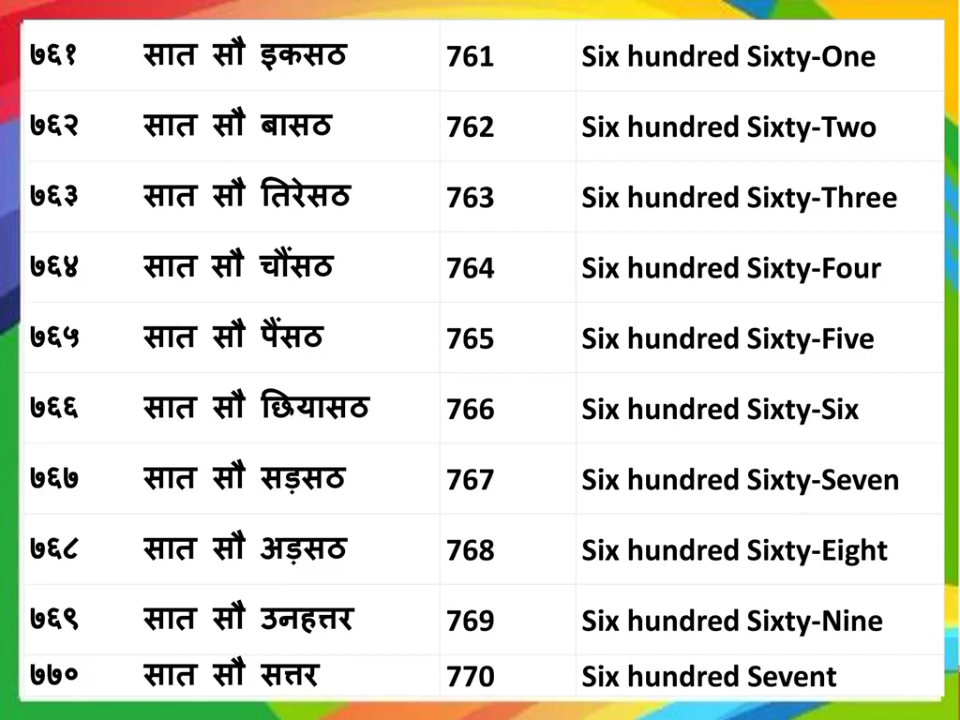 ७६१ सात सौ इकसठ 761 Six hundred Sixty-One
७६२ सात सौ बासठ 762 Six hundred Sixty-Two
७६३ सात सौ तिरेसठ 763 Six hundred Sixty-Three
७६४ सात सौ चौंसठ 764 Six hundred Sixty-Four
७६५ सात सौ पैंसठ 765 Six hundred Sixty-Five
७६६ सात सौ छियासठ 766 Six hundred Sixty-Six
७६७ सात सौ सड़सठ 767 Six hundred Sixty-Seven
७६८ सात सौ अड़सठ 768 Six hundred Sixty-Eight
७६९ सात सौ उनहत्तर 769 Six hundred Sixty-Nine
७७० सात सौ सत्तर 770 Six hundred Sevent